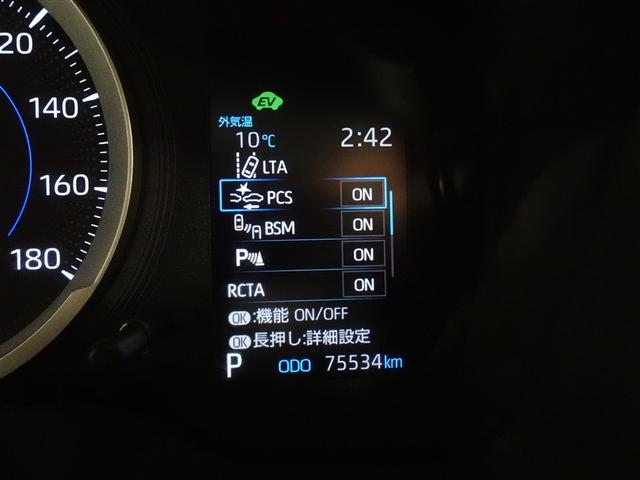 20
140
160
180
EV
外気温
10℃ 2:42
LTA
PCS ON
BSM ON
P ON
RCTA ON
OK:機能 ON/OFF
OK長押し:詳細設定
P ODO 75534km